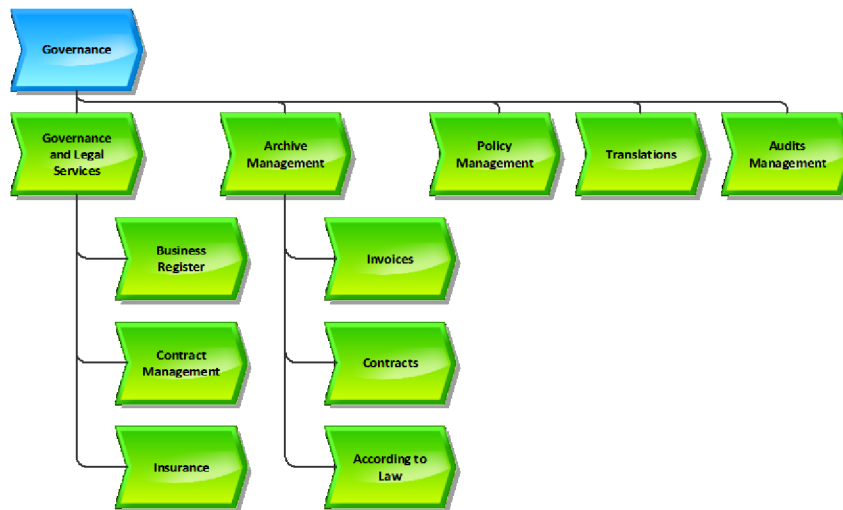 Governance
Governance
and Legal
Services
Archive
Management
Policy
Management
Translations
Audits
Management
Business
Register
Invoices
Contract
Management
Contracts
Insurance
According to
Law